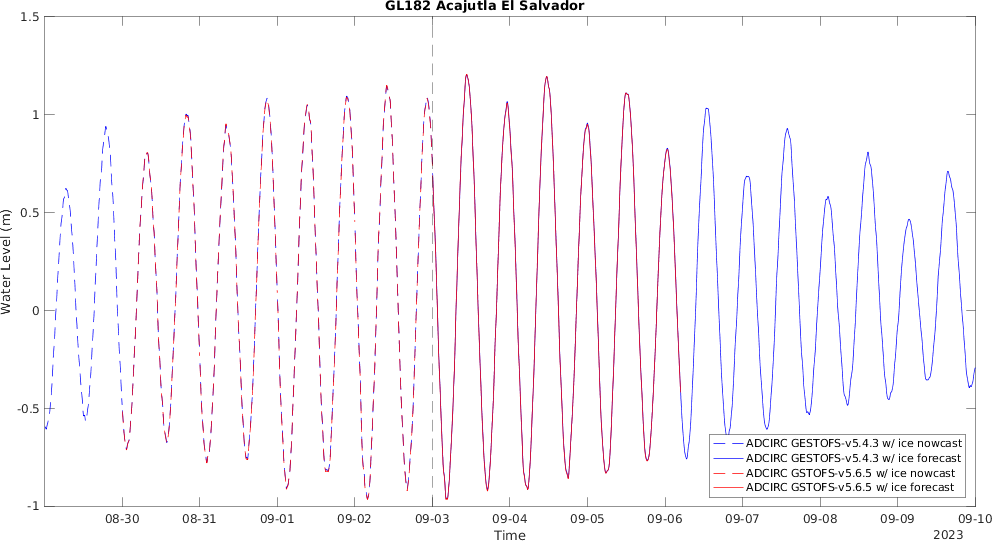 GL182 Acajutla El Salvador
1.5
1
0.5
0
-0.5
-1
Water Level (m)
ADCIRC GESTOFS-v5.4.3 w/ ice nowcast
ADCIRC GESTOFS-v5.4.3 w/ ice forecast
ADCIRC GSTOFS-v5.6.5 w/ ice nowcast
ADCIRC GSTOFS-v5.6.5 w/ ice forecast
08-30 08-31 09-01 09-02 09-03 09-04 09-05 09-06 09-07 09-08 09-09 09-10
Time
2023